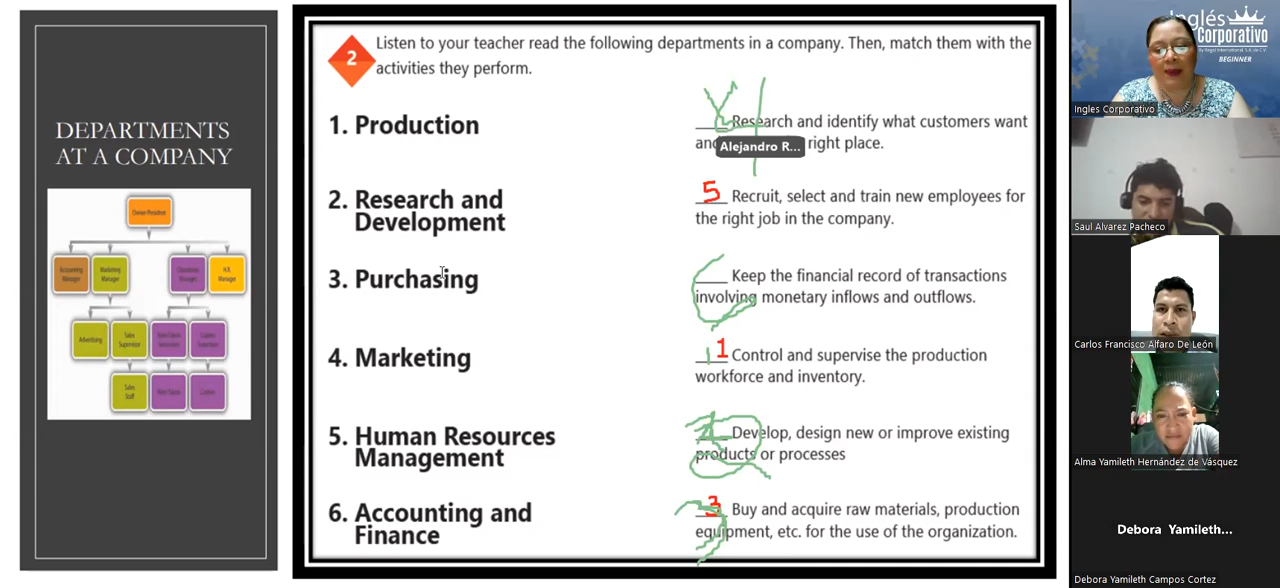 DEPARTMENTS
AT A COMPANY
Owner-President
Accounting
Manager
Marketing
Manager
H.R.
Manager
Advertising
Sales
Supervisor
Sales
Staff
2
Listen to your teacher read the following departments in a company. Then, match them with the
activities they perform.
1. Production
2. Research and
Development
3. Purchasing
4. Marketing
5. Human Resources
Management
6. Accounting and
Finance
4
Research and identify what customers want
and
Alejandro R...
right place.
5 Recruit, select and train new employees for
the right job in the company.
Keep the financial record of transactions
involving monetary inflows and outflows.
1 1 Control and supervise the production
workforce and inventory.
2 Develop, design new or improve existing
products or processes
3 Buy and acquire raw materials, production
equipment, etc. for the use of the organization.
Inglés
Corporativo
BEGINNER
Ingles Corporativo
Saul Alvarez Pacheco
Carlos Francisco Alfaro De León
Alma Yamileth Hernández de Vásquez
Debora Yamileth...
Debora Yamileth Campos Cortez